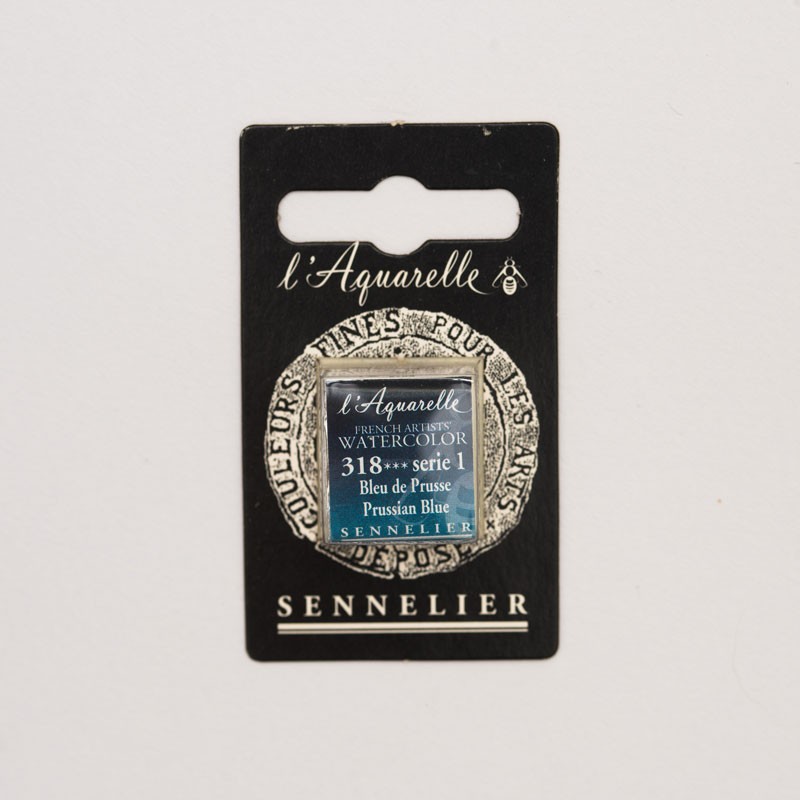 l'Aquarelle
COULEURS FINES POUR LES ARTS
DÉPOSÉ
l'Aquarelle
FRENCH ARTISTS'
WATERCOLOR
318*** serie 1
Bleu de Prusse
Prussian Blue
SENNELIER
SENNELIER